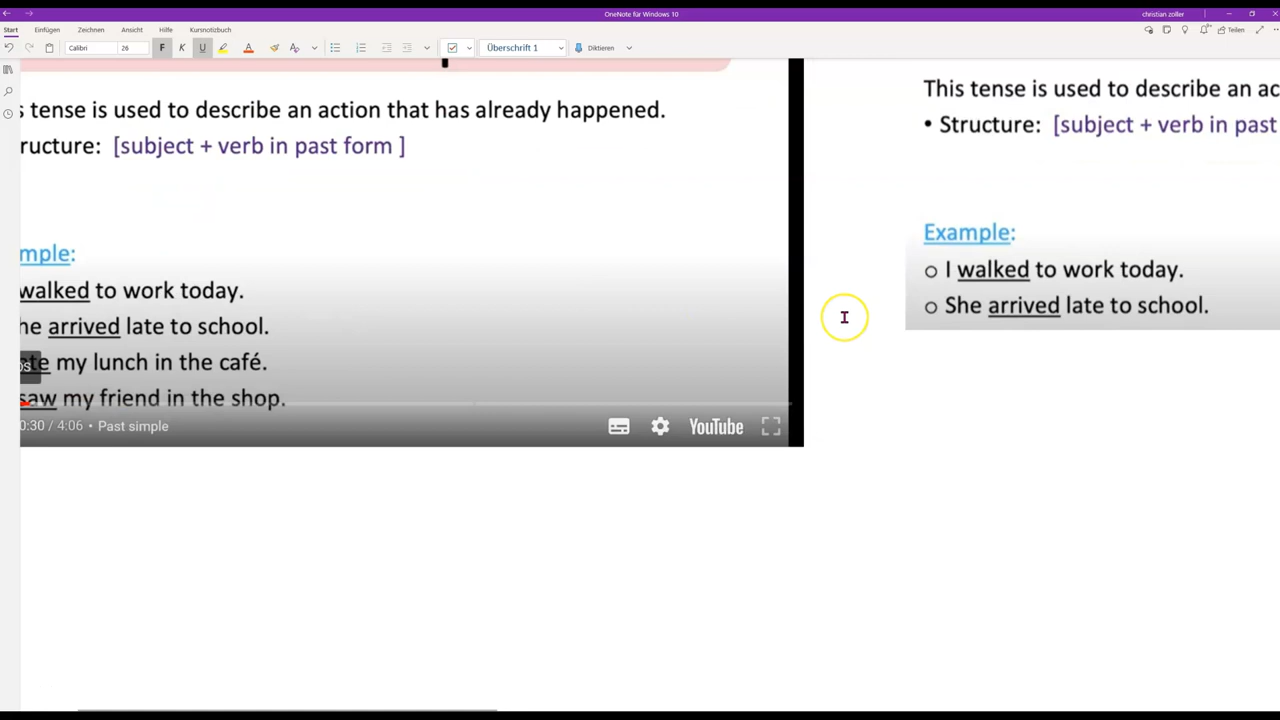 OneNote für Windows 10
christian zoller
Start Einfügen Zeichnen Ansicht Hilfe Kursnotizbuch
Teilen
Calibri 26 F K U A Überschrift 1 Diktieren
s tense is used to describe an action that has already happened.
ructure: [subject + verb in past form ]
mple:
walked to work today.
he arrived late to school.
te my lunch in the café.
saw my friend in the shop.
0:30 / 4:06 • Past simple
YouTube
This tense is used to describe an ac
• Structure: [subject + verb in past
Example:
o I walked to work today.
o She arrived late to school.